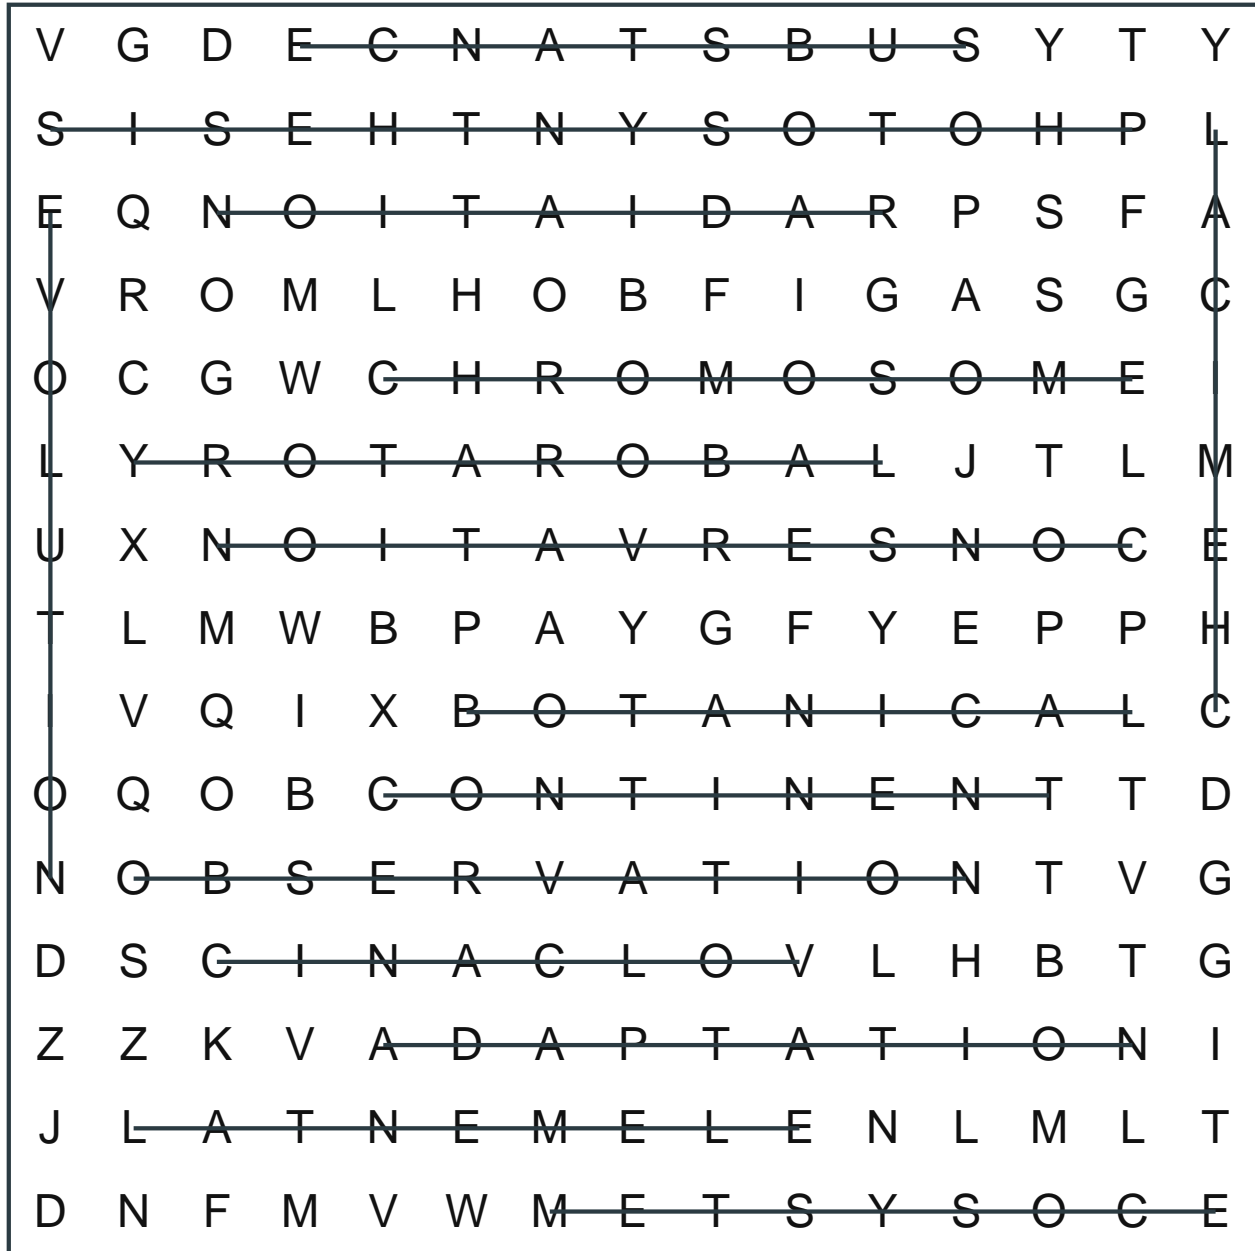 V G D E C N A T S B U S Y T Y
S I S E H T N Y S O T O H P L
E Q N O I T A I D A R P S F A
V R O M L H O B F I G A S G C
O C G W C H R O M O S O M E I
L Y R O T A R O B A L J T L M
U X N O I T A V R E S N O C E
T L M W B P A Y G F Y E P P H
I V Q I X B O T A N I C A L C
O Q O B C O N T I N E N T T D
N O B S E R V A T I O N T V G
D S C I N A C L O V L H B T G
Z Z K V A D A P T A T I O N I
J L A T N E M E L E N L M L T
D N F M V W M E T S Y S O C E